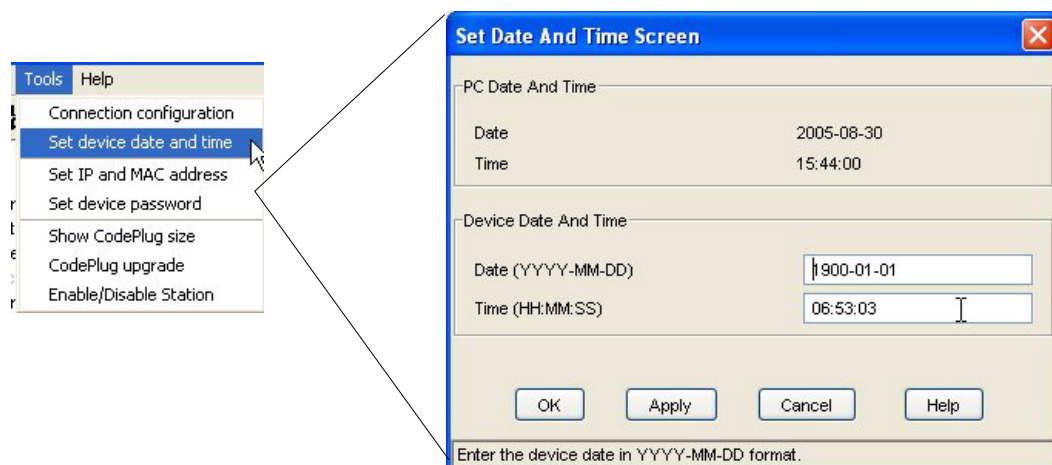 Tools Help
Connection configuration
Set device date and time
Set IP and MAC address
Set device password
Show CodePlug size
CodePlug upgrade
Enable/Disable Station
Set Date And Time Screen
PC Date And Time
Date 2005-08-30
Time 15:44:00
Device Date And Time
Date (YYYY-MM-DD) 1900-01-01
Time (HH:MM:SS) 06:53:03
OK Apply Cancel Help
Enter the device date in YYYY-MM-DD format.